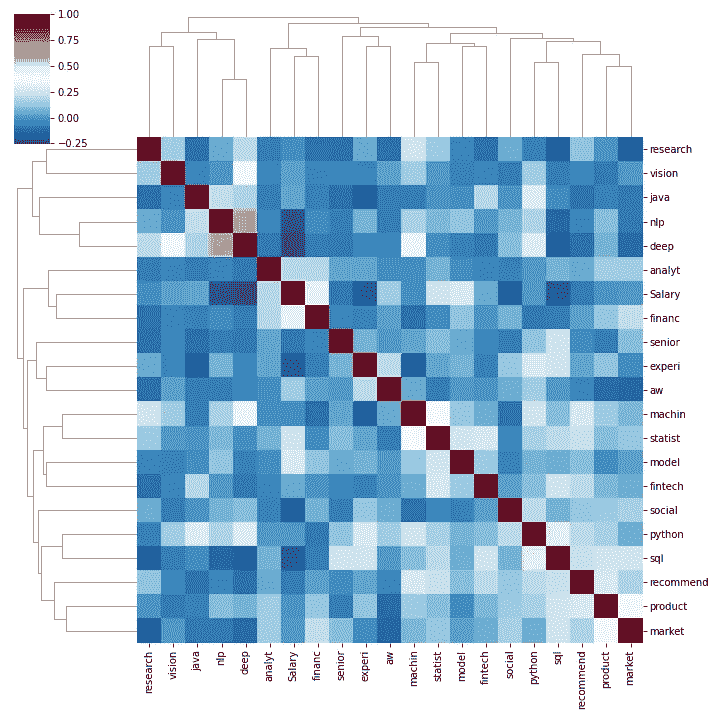 1.00
0.75
0.50
0.25
0.00
−0.25
research
vision
java
nlp
deep
analyt
Salary
financ
senior
experi
aw
machin
statist
model
fintech
social
python
sql
recommend
product
market
research
vision
java
nlp
deep
analyt
Salary
financ
senior
experi
aw
machin
statist
model
fintech
social
python
sql
recommend
product
market